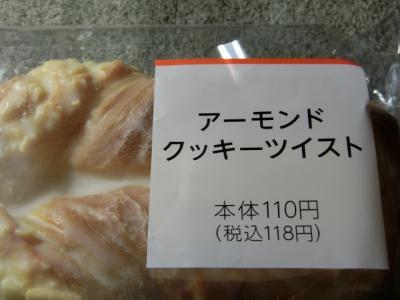 アーモンド
クッキーツイスト
本体110円
(税込118円)